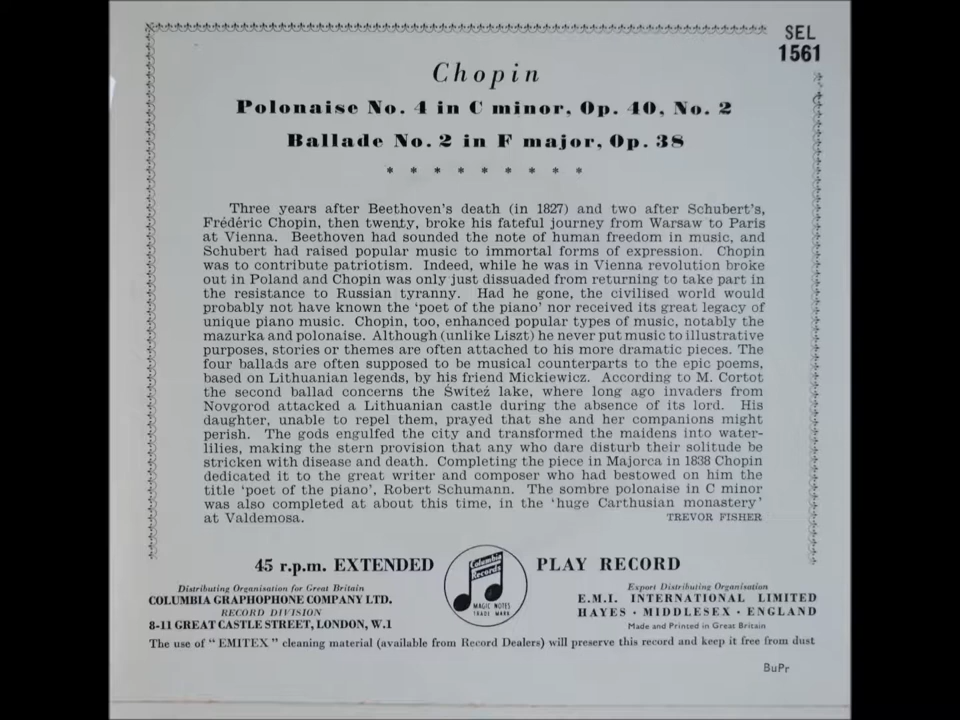 SEL
1561
Chopin
Polonaise No. 4 in C minor, Op. 40, No. 2
Ballade No. 2 in F major, Op. 38
* * * * * * * * *
Three years after Beethoven's death (in 1827) and two after Schubert's,
Frédéric Chopin, then twenty, broke his fateful journey from Warsaw to Paris
at Vienna. Beethoven had sounded the note of human freedom in music, and
Schubert had raised popular music to immortal forms of expression. Chopin
was to contribute patriotism. Indeed, while he was in Vienna revolution broke
out in Poland and Chopin was only just dissuaded from returning to take part in
the resistance to Russian tyranny. Had he gone, the civilised world would
probably not have known the 'poet of the piano' nor received its great legacy of
unique piano music. Chopin, too, enhanced popular types of music, notably the
mazurka and polonaise. Although (unlike Liszt) he never put music to illustrative
purposes, stories or themes are often attached to his more dramatic pieces. The
four ballads are often supposed to be musical counterparts to the epic poems,
based on Lithuanian legends, by his friend Mickiewicz. According to M. Cortot
the second ballad concerns the Świteź lake, where long ago invaders from
Novgorod attacked a Lithuanian castle during the absence of its lord. His
daughter, unable to repel them, prayed that she and her companions might
perish. The gods engulfed the city and transformed the maidens into water-
lilies, making the stern provision that any who dare disturb their solitude be
stricken with disease and death. Completing the piece in Majorca in 1838 Chopin
dedicated it to the great writer and composer who had bestowed on him the
title 'poet of the piano', Robert Schumann. The sombre polonaise in C minor
was also completed at about this time, in the 'huge Carthusian monastery'
at Valdemosa. TREVOR FISHER
45 r.p.m. EXTENDED PLAY RECORD
Columbia
Records
MAGIC NOTES
TRADE MARK
Distributing Organisation for Great Britain
COLUMBIA GRAPHOPHONE COMPANY LTD.
RECORD DIVISION
8-11 GREAT CASTLE STREET, LONDON, W.1
Export Distributing Organisation
E.M.I. INTERNATIONAL LIMITED
HAYES · MIDDLESEX · ENGLAND
Made and Printed in Great Britain
The use of "EMITEX" cleaning material (available from Record Dealers) will preserve this record and keep it free from dust
BuPr